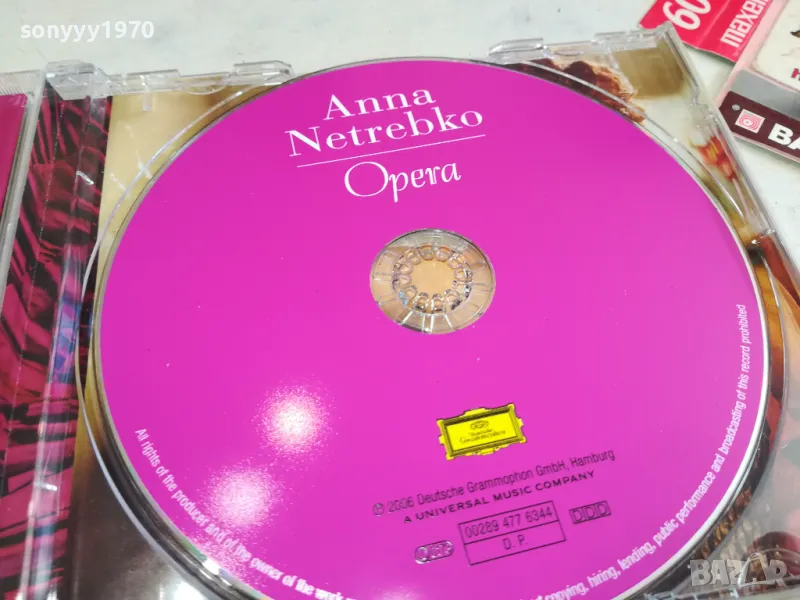 sonyyy1970
60
maxell
BA
Anna
Netrebko
Opera
Deutsche
Grammophon
℗ 2006 Deutsche Grammophon GmbH, Hamburg
A UNIVERSAL MUSIC COMPANY
00289 477 6344
D. P.
DDD
All rights of the producer and of the owner of the work
copying, hiring, lending, public performance and broadcasting of this record prohibited
BAZAR